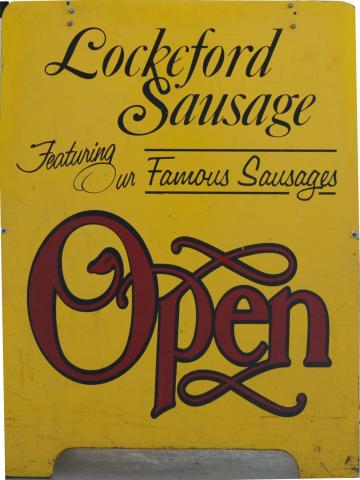 Lockeford
Sausage
Featuring
Our Famous Sausages
Open